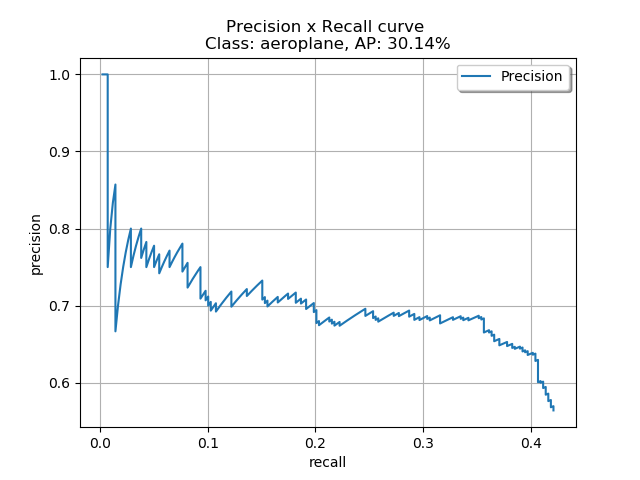 Precision x Recall curve
Class: aeroplane, AP: 30.14%
Precision
1.0
0.9
0.8
0.7
0.6
precision
0.0 0.1 0.2 0.3 0.4
recall